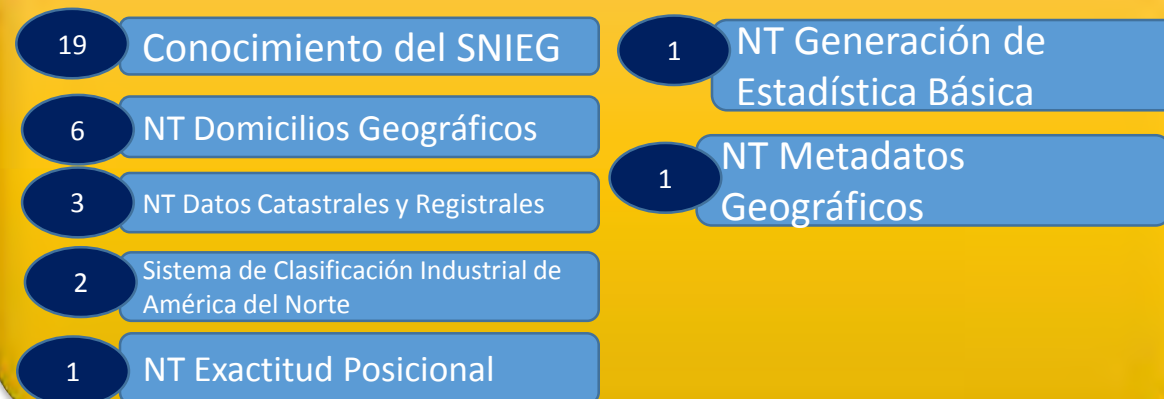 19
Conocimiento del SNIEG
6
NT Domicilios Geográficos
3
NT Datos Catastrales y Registrales
2
Sistema de Clasificación Industrial de
América del Norte
1
NT Exactitud Posicional
1
NT Generación de
Estadística Básica
1
NT Metadatos
Geográficos